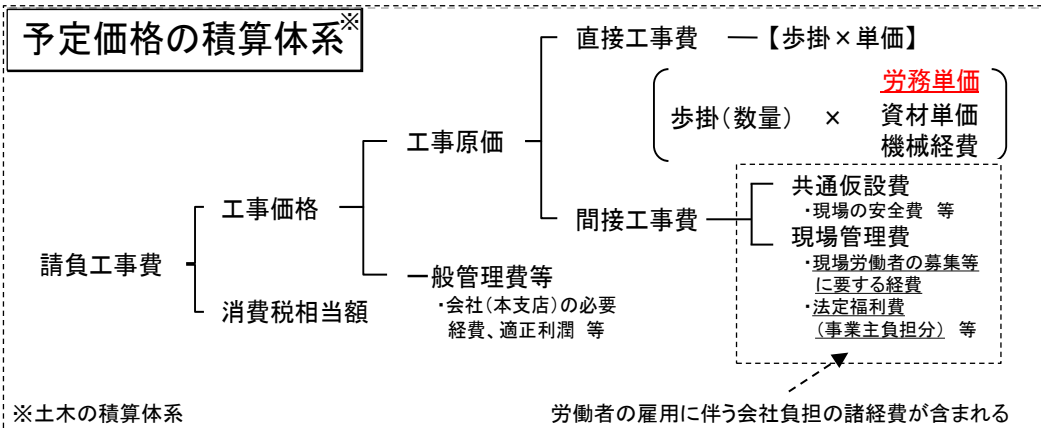 予定価格の積算体系※
直接工事費 ―【歩掛×単価】
歩掛(数量) × 労務単価
資材単価
機械経費
工事原価
共通仮設費
・現場の安全費 等
工事価格
間接工事費
現場管理費
請負工事費
・現場労働者の募集等
に要する経費
一般管理費等
・会社(本支店)の必要
経費、適正利潤 等
消費税相当額
・法定福利費
(事業主負担分) 等
※土木の積算体系
労働者の雇用に伴う会社負担の諸経費が含まれる